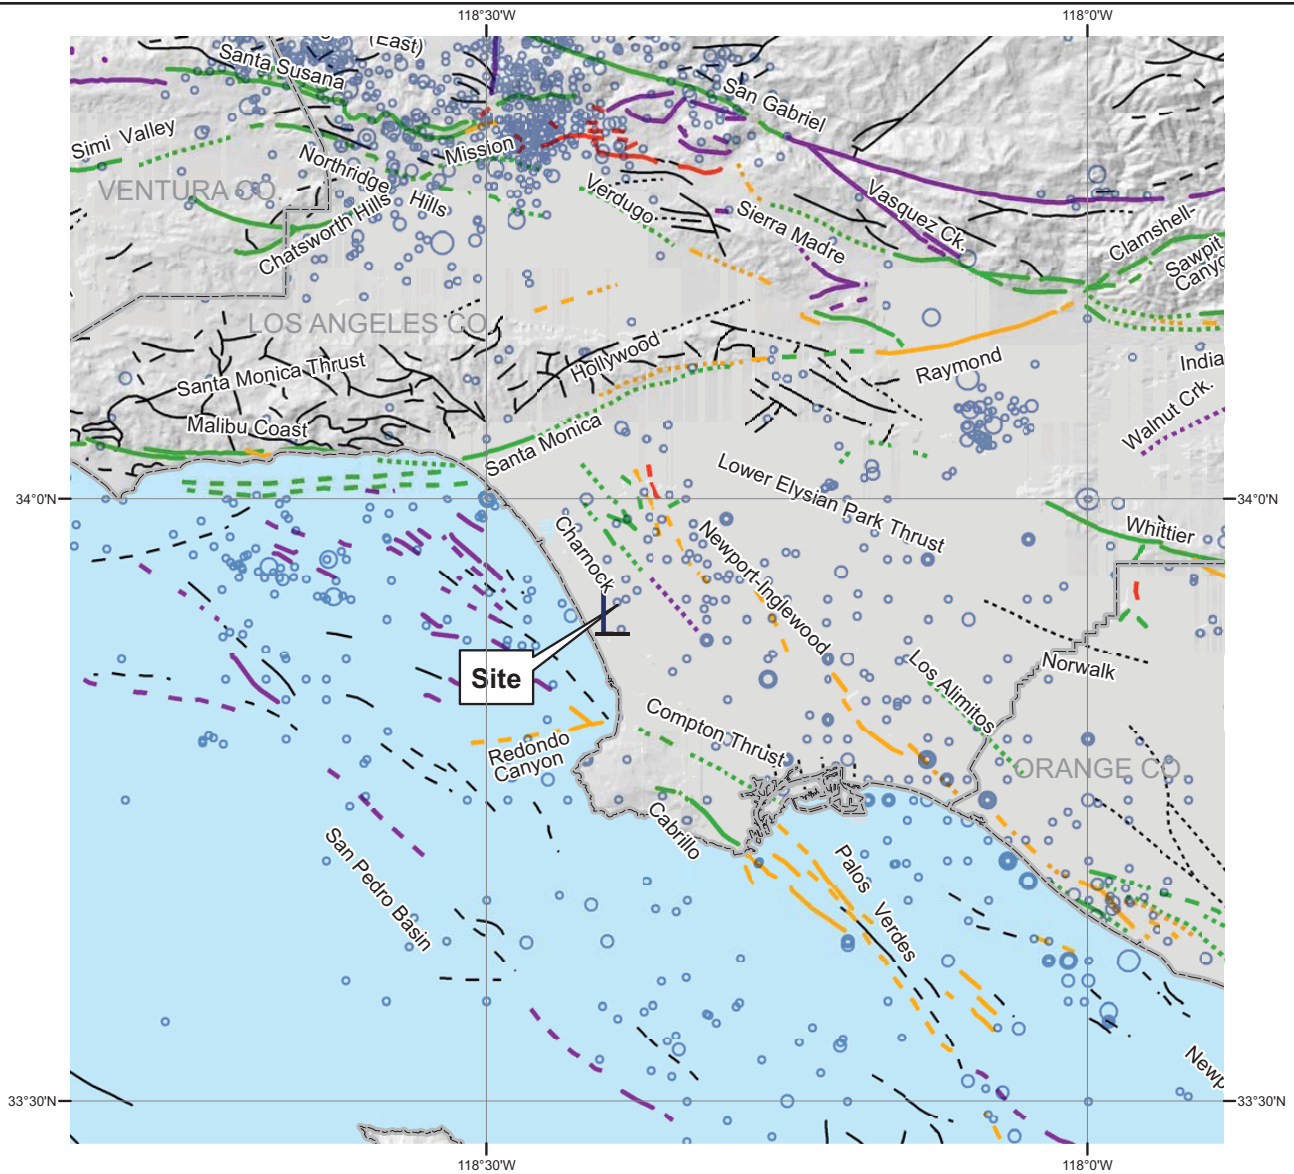 118°30'W
118°0'W
(East)
Santa Susana
San Gabriel
Simi Valley
Mission
Northridge
Hills
VENTURA CO
Verdugo
Vasquez Ck.
Chatsworth Hills
Sierra Madre
Clamshell-
Sawpit
LOS ANGELES CO
Hollywood
Santa Monica Thrust
Raymond
India
Walnut Crk.
Malibu Coast
Santa Monica
Lower Elysian Park Thrust
34°0'N
34°0'N
Charnock
Newport-Inglewood
Whittier
Site
Los Alimitos
Norwalk
Compton Thrust
Redondo
Canyon
ORANGE CO
Cabrillo
San Pedro Basin
Palos
Verdes
Newp
33°30'N
33°30'N
118°30'W
118°0'W